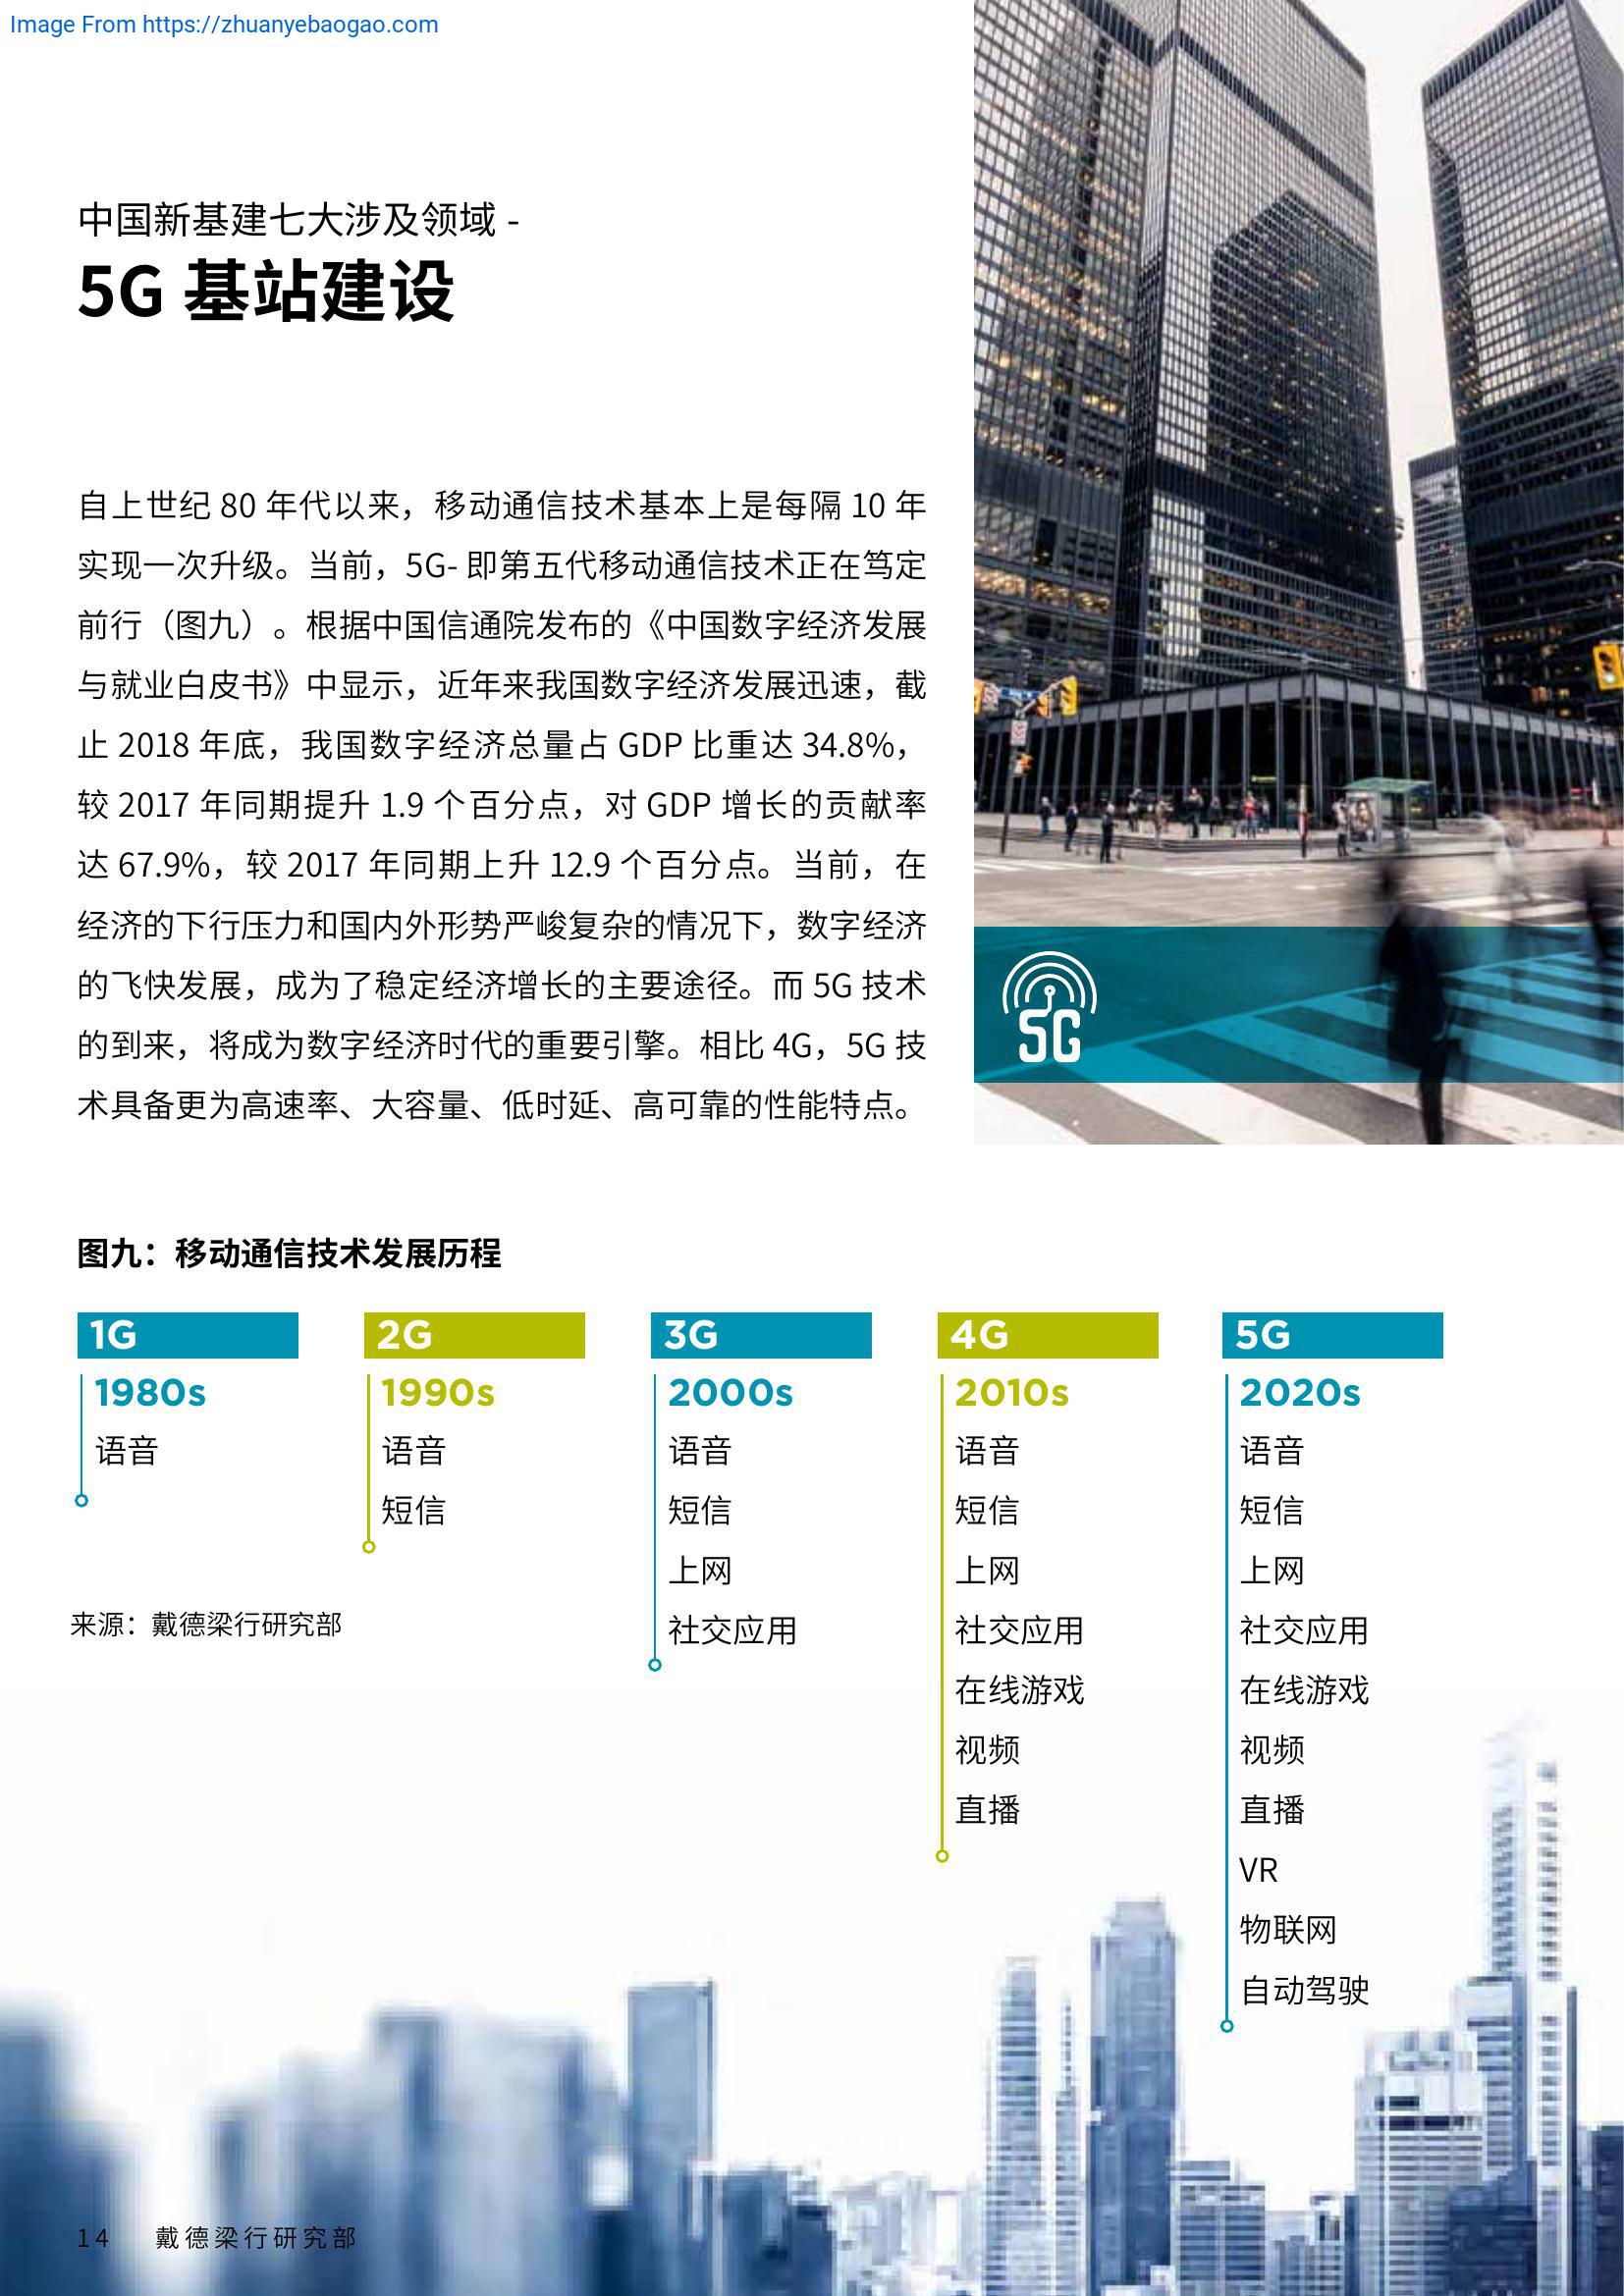 Image From https://zhuanyebaogao.com
中国新基建七大涉及领域 -
5G 基站建设
自上世纪 80 年代以来，移动通信技术基本上是每隔 10 年
实现一次升级。当前，5G- 即第五代移动通信技术正在笃定
前行（图九）。根据中国信通院发布的《中国数字经济发展
与就业白皮书》中显示，近年来我国数字经济发展迅速，截
止 2018 年底，我国数字经济总量占 GDP 比重达 34.8%，
较 2017 年同期提升 1.9 个百分点，对 GDP 增长的贡献率
达 67.9%，较 2017 年同期上升 12.9 个百分点。当前，在
经济的下行压力和国内外形势严峻复杂的情况下，数字经济
的飞快发展，成为了稳定经济增长的主要途径。而 5G 技术
的到来，将成为数字经济时代的重要引擎。相比 4G，5G 技
术具备更为高速率、大容量、低时延、高可靠的性能特点。
5G
图九：移动通信技术发展历程
1G
1980s
语音
2G
1990s
语音
短信
3G
2000s
语音
短信
上网
社交应用
4G
2010s
语音
短信
上网
社交应用
在线游戏
视频
直播
5G
2020s
语音
短信
上网
社交应用
在线游戏
视频
直播
VR
物联网
自动驾驶
来源：戴德梁行研究部
14 戴德梁行研究部